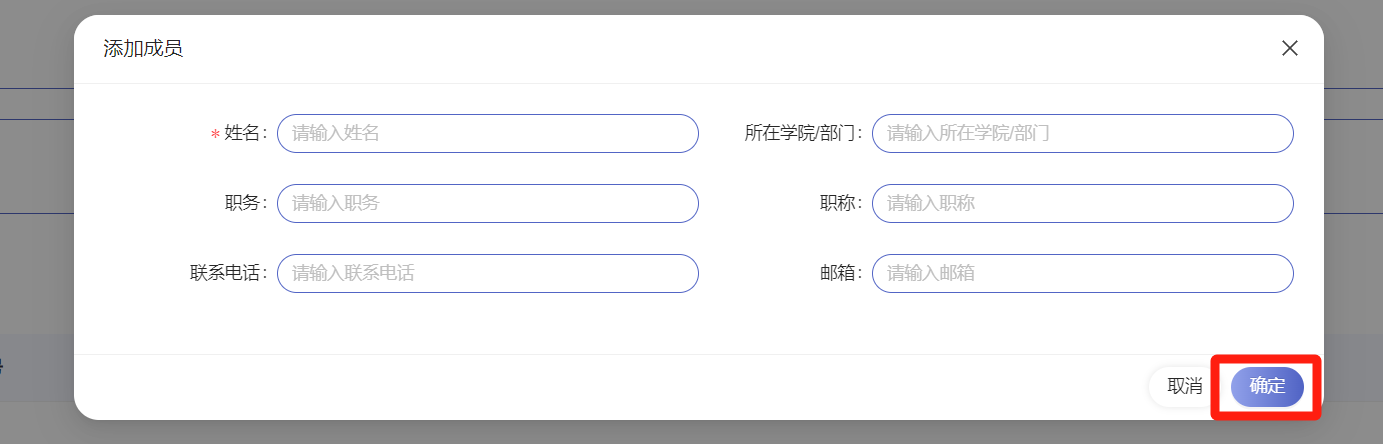 添加成员
* 姓名： 请输入姓名 所在学院/部门： 请输入所在学院/部门
职务： 请输入职务 职称： 请输入职称
联系电话： 请输入联系电话 邮箱： 请输入邮箱
取消 确定